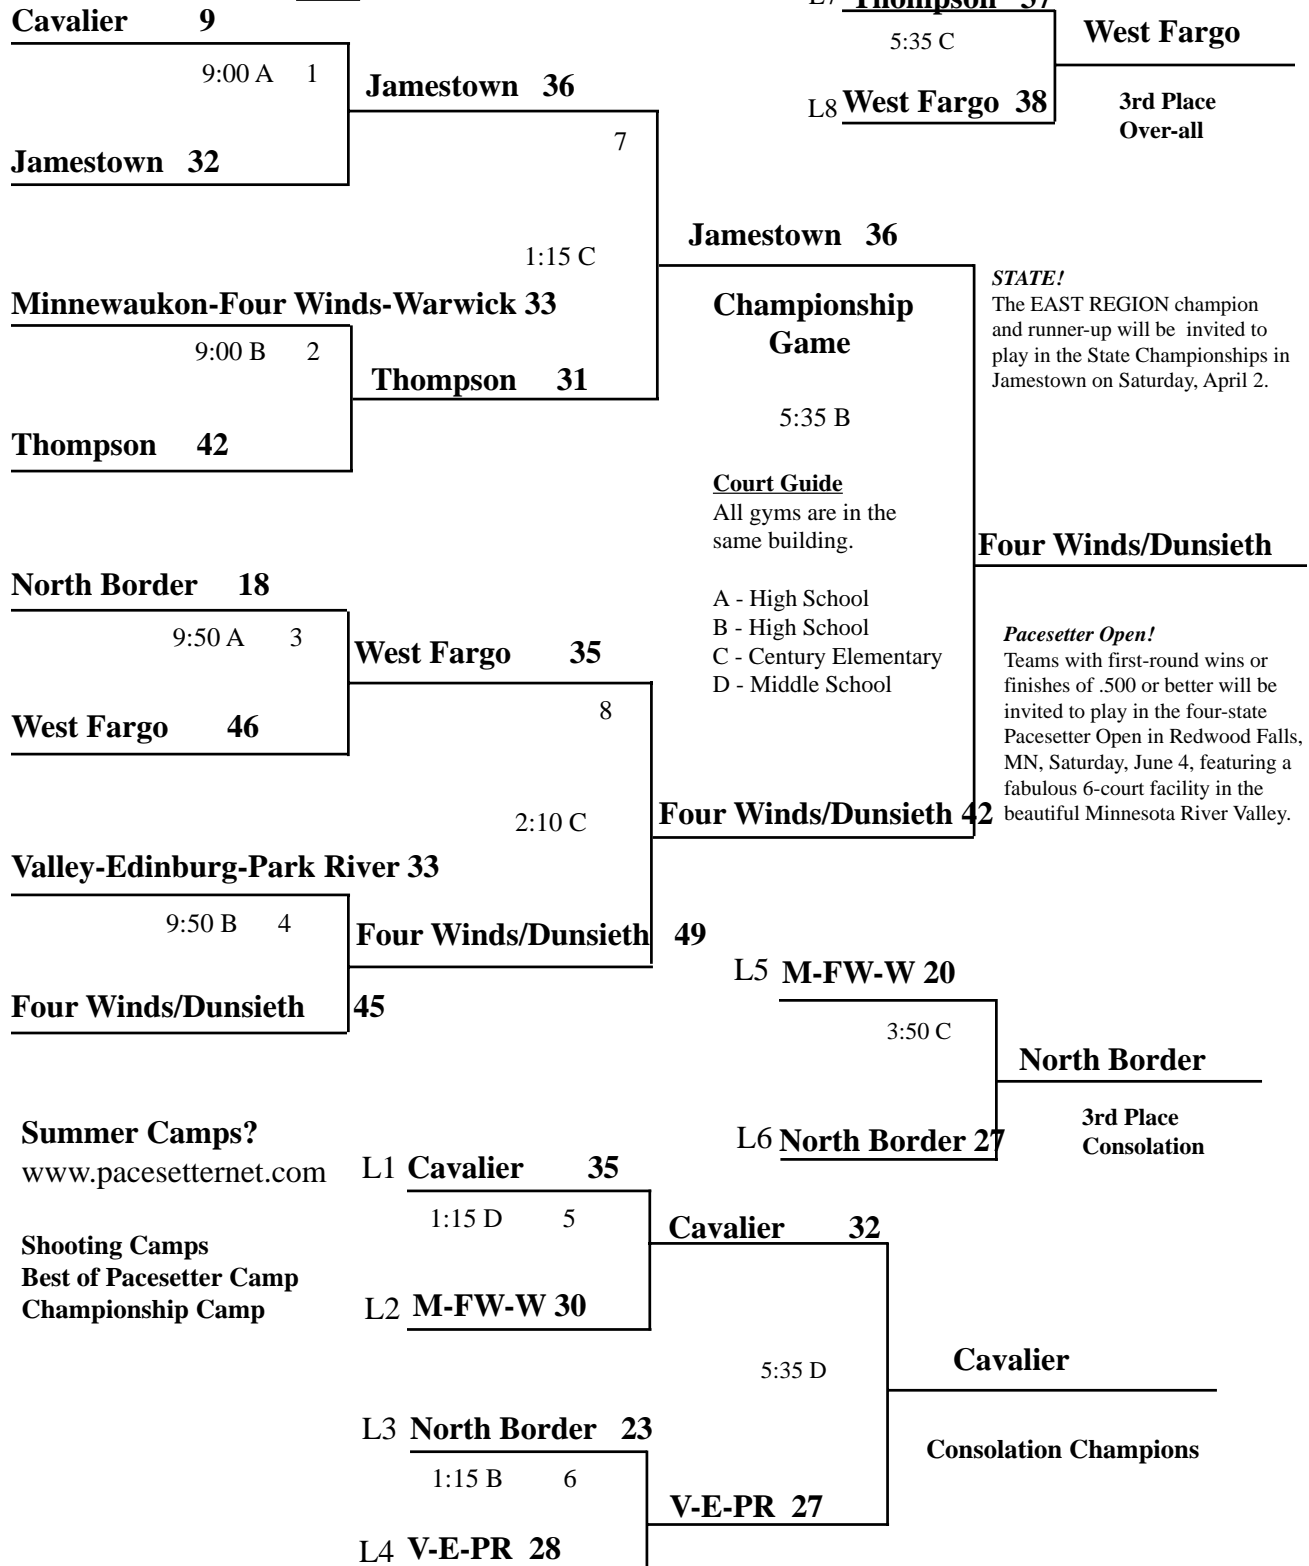 L7 Thompson 37
Cavalier 9
5:35 C
West Fargo
9:00 A 1
Jamestown 36
L8 West Fargo 38
3rd Place
Over-all
7
Jamestown 32
Jamestown 36
1:15 C
Minnewaukon-Four Winds-Warwick 33
9:00 B 2
Thompson 31
Thompson 42
Championship
Game
5:35 B
STATE!
The EAST REGION champion
and runner-up will be invited to
play in the State Championships in
Jamestown on Saturday, April 2.
Court Guide
All gyms are in the
same building.
A - High School
B - High School
C - Century Elementary
D - Middle School
Four Winds/Dunsieth
North Border 18
9:50 A 3
West Fargo 35
8
West Fargo 46
Pacesetter Open!
Teams with first-round wins or
finishes of .500 or better will be
invited to play in the four-state
Pacesetter Open in Redwood Falls,
MN, Saturday, June 4, featuring a
fabulous 6-court facility in the
beautiful Minnesota River Valley.
2:10 C
Four Winds/Dunsieth 42
Valley-Edinburg-Park River 33
9:50 B 4
Four Winds/Dunsieth 49
Four Winds/Dunsieth 45
L5 M-FW-W 20
3:50 C
North Border
L6 North Border 27
3rd Place
Consolation
Summer Camps?
www.pacesetternet.com
Shooting Camps
Best of Pacesetter Camp
Championship Camp
L1 Cavalier 35
1:15 D 5
Cavalier 32
L2 M-FW-W 30
5:35 D
Cavalier
Consolation Champions
L3 North Border 23
1:15 B 6
V-E-PR 27
L4 V-E-PR 28